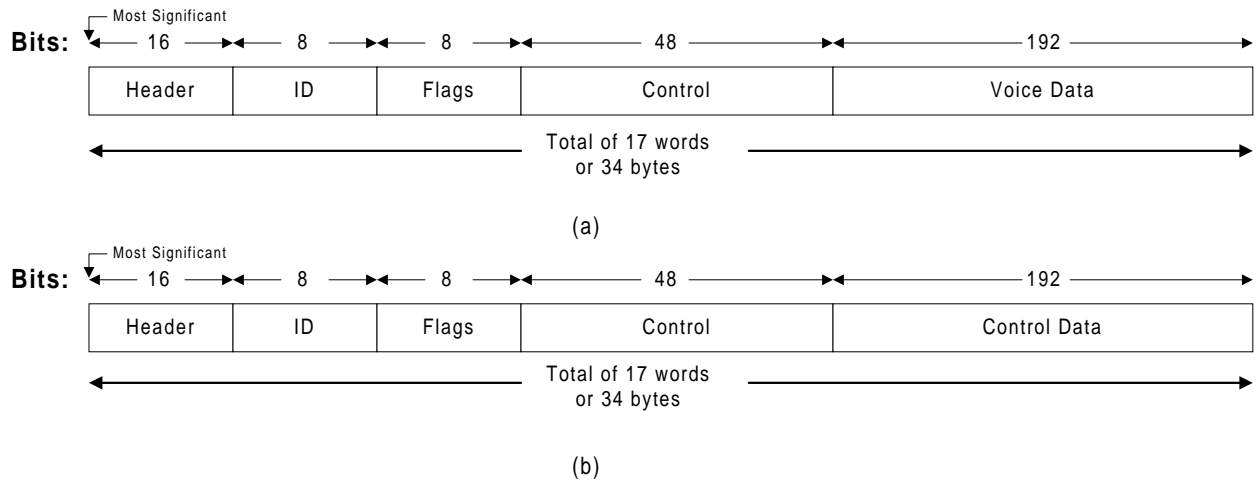 Most Significant
Bits: 16 8 8 48 192
Header ID Flags Control Voice Data
Total of 17 words
or 34 bytes
(a)
Most Significant
Bits: 16 8 8 48 192
Header ID Flags Control Control Data
Total of 17 words
or 34 bytes
(b)